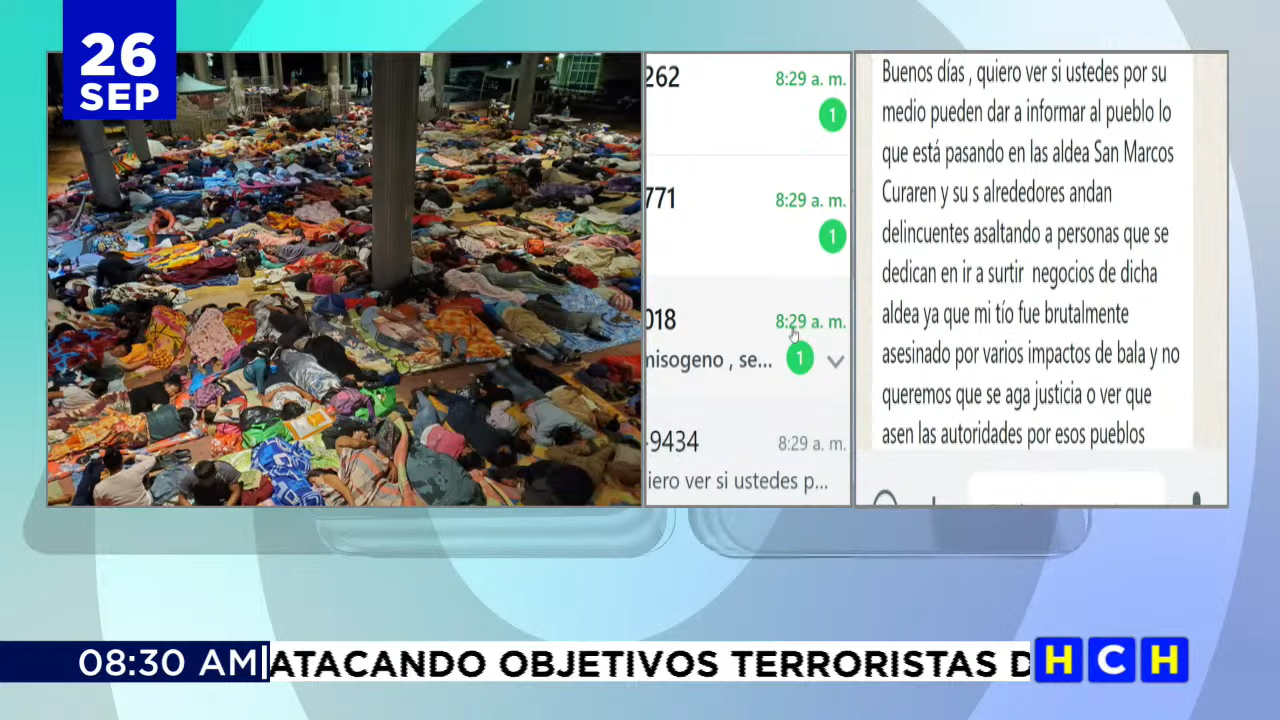 26
SEP
262
8:29 a. m.
1
771
8:29 a. m.
1
018
8:29 a. m.
misogeno , se...
1
-9434
8:29 a. m.
iero ver si ustedes p...
Buenos días , quiero ver si ustedes por su
medio pueden dar a informar al pueblo lo
que está pasando en las aldea San Marcos
Curaren y su s alrededores andan
delincuentes asaltando a personas que se
dedican en ir a surtir negocios de dicha
aldea ya que mi tío fue brutalmente
asesinado por varios impactos de bala y no
queremos que se aga justicia o ver que
asen las autoridades por esos pueblos
08:30 AM
ATACANDO OBJETIVOS TERRORISTAS D
HCH